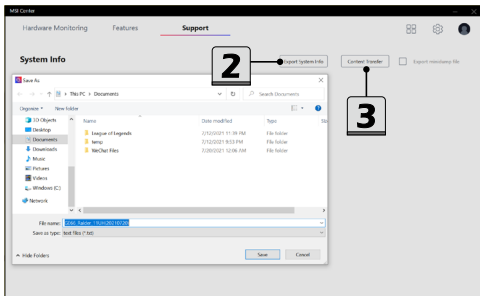 MSI Center
Hardware Monitoring Features Support
System Info
2
Export System Info
Content Transfer
Export minidump file
3
Save As
This PC > Documents
Search Documents
Organize New folder
Name Date modified Type
3D Objects
Desktop
Documents
Downloads
Music
Pictures
Videos
Windows (C:)
Network
League of Legends 7/12/2021 11:39 PM File folder
temp 7/12/2021 9:53 PM File folder
WeChat Files 7/20/2021 12:06 AM File folder
File name:
Save as type: text files (*.txt)
Hide Folders
Save Cancel